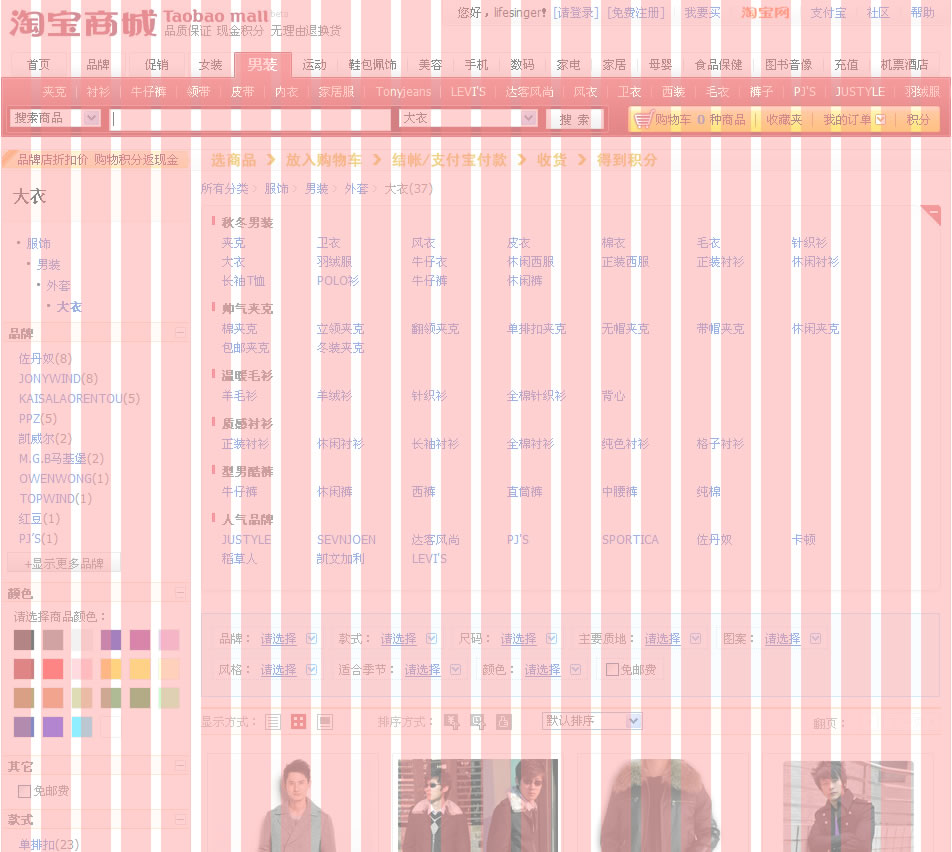 淘宝商城 Taobao mall beta
品质保证 现金积分 无理由退换货
您好，lifesinger! [请登录] [免费注册] 我要买 淘宝网 支付宝 社区 帮助
首页 品牌 促销 女装 男装 运动 鞋包佩饰 美容 手机 数码 家电 家居 母婴 食品保健 图书音像 充值 机票酒店
夹克 衬衫 牛仔裤 领带 皮带 内衣 家居服 Tonyjeans LEVI'S 达客风尚 风衣 卫衣 西装 毛衣 裤子 PJ'S JUSTYLE 羽绒服
搜索商品 大衣 搜 索 购物车 0 种商品 收藏夹 我的订单 积分
品牌店折扣价 购物积分返现金
选商品 放入购物车 结帐/支付宝付款 收货 得到积分
大衣
服饰
男装
外套
大衣
品牌
佐丹奴(8)
JONYWIND(8)
KAISALAORENTOU(5)
PPZ(5)
凯威尔(2)
M.G.B马基堡(2)
OWENWONG(1)
TOPWIND(1)
红豆(1)
PJ'S(1)
+显示更多品牌
颜色
请选择商品颜色：
其它
免邮费
款式
单排扣(23)
所有分类 服饰 男装 外套 大衣(37)
秋冬男装
夹克 卫衣 风衣 皮衣 棉衣 毛衣 针织衫
大衣 羽绒服 牛仔衣 休闲西服 正装西服 正装衬衫 休闲衬衫
长袖T恤 POLO衫 牛仔裤 休闲裤
帅气夹克
棉夹克 立领夹克 翻领夹克 单排扣夹克 无帽夹克 带帽夹克 休闲夹克
包邮夹克 冬装夹克
温暖毛衫
羊毛衫 羊绒衫 针织衫 全棉针织衫 背心
质感衬衫
正装衬衫 休闲衬衫 长袖衬衫 全棉衬衫 纯色衬衫 格子衬衫
型男酷裤
牛仔裤 休闲裤 西裤 直筒裤 中腰裤 纯棉
人气品牌
JUSTYLE SEVNJOEN 达客风尚 PJ'S SPORTICA 佐丹奴 卡顿
稻草人 凯文加利 LEVI'S
品牌： 请选择 款式： 请选择 尺码： 请选择 主要质地： 请选择 图案： 请选择
风格： 请选择 适合季节： 请选择 颜色： 请选择 免邮费
显示方式： 排序方式： 默认排序 翻页：